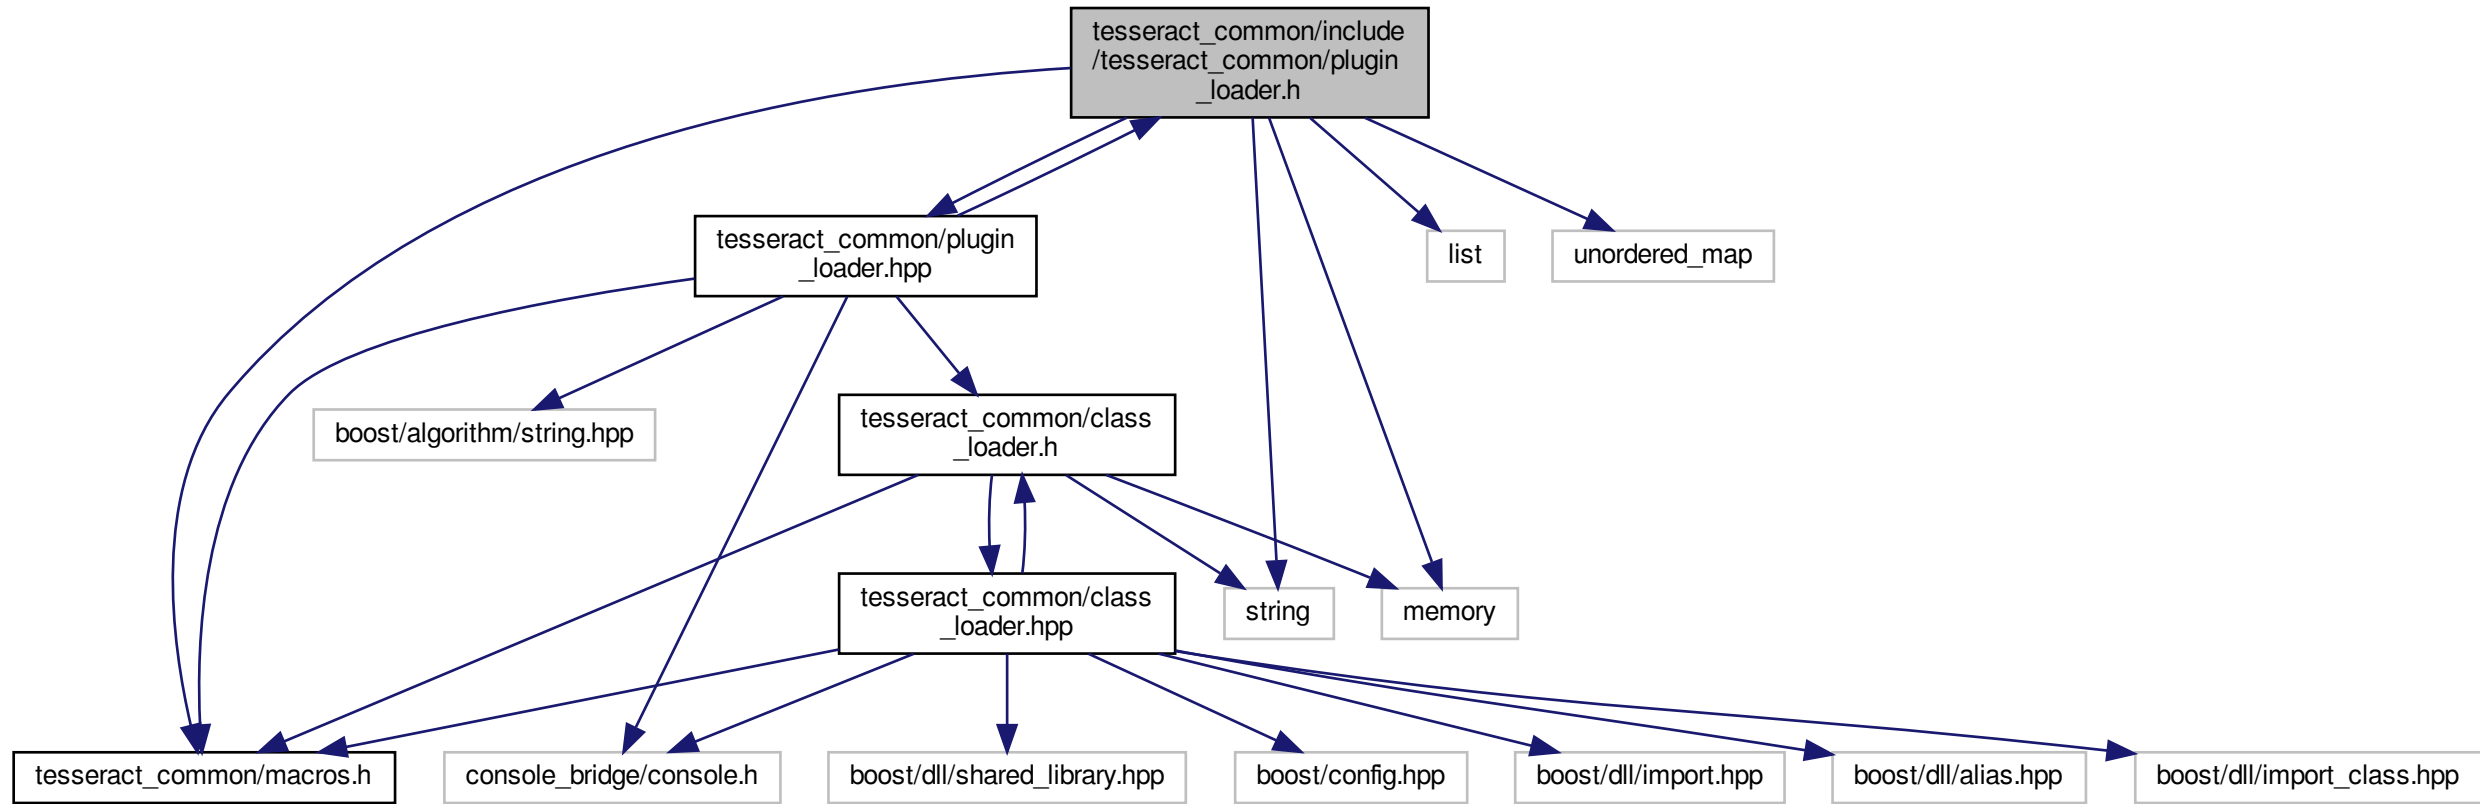 tesseract_common/include
/tesseract_common/plugin
_loader.h
tesseract_common/plugin
_loader.hpp
list
unordered_map
boost/algorithm/string.hpp
tesseract_common/class
_loader.h
tesseract_common/class
_loader.hpp
string
memory
tesseract_common/macros.h
console_bridge/console.h
boost/dll/shared_library.hpp
boost/config.hpp
boost/dll/import.hpp
boost/dll/alias.hpp
boost/dll/import_class.hpp